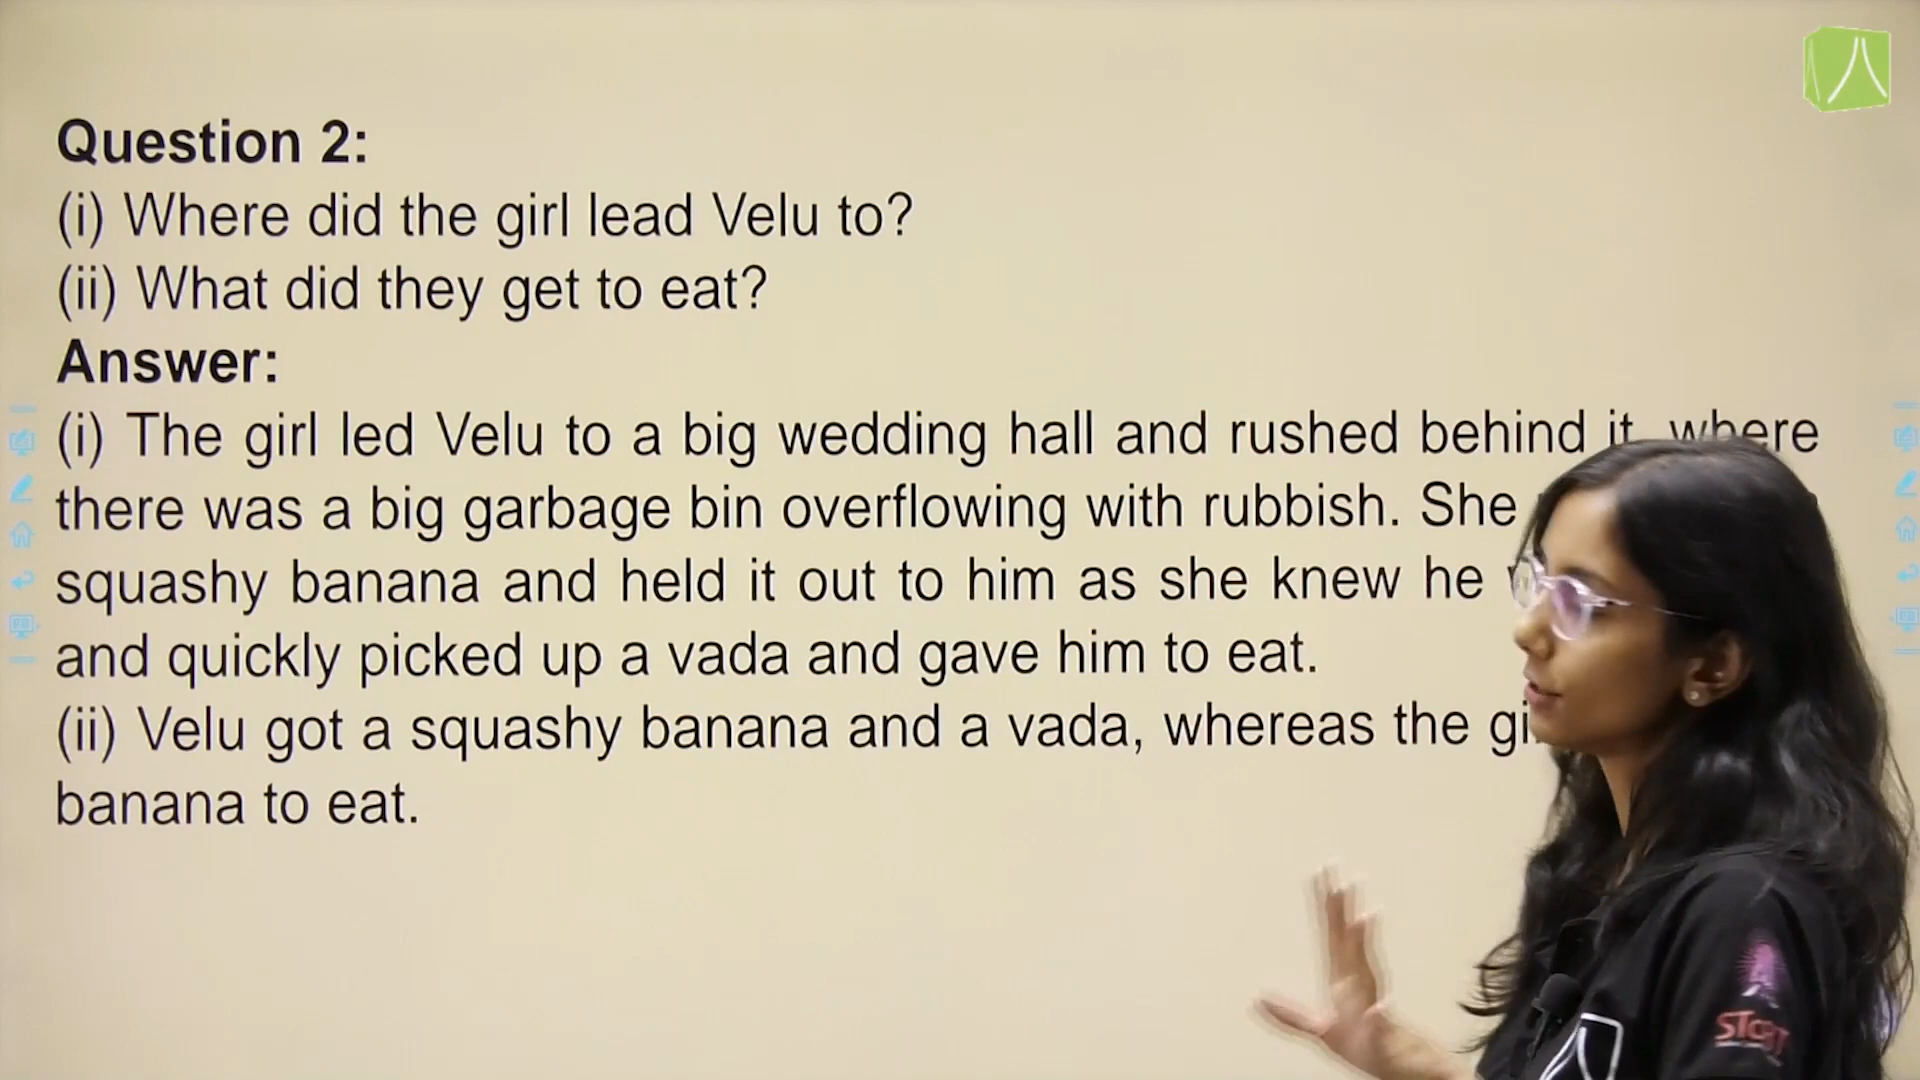 Question 2:
(i) Where did the girl lead Velu to?
(ii) What did they get to eat?
Answer:
(i) The girl led Velu to a big wedding hall and rushed behind it, where
there was a big garbage bin overflowing with rubbish. She
squashy banana and held it out to him as she knew he
and quickly picked up a vada and gave him to eat.
(ii) Velu got a squashy banana and a vada, whereas the
banana to eat.